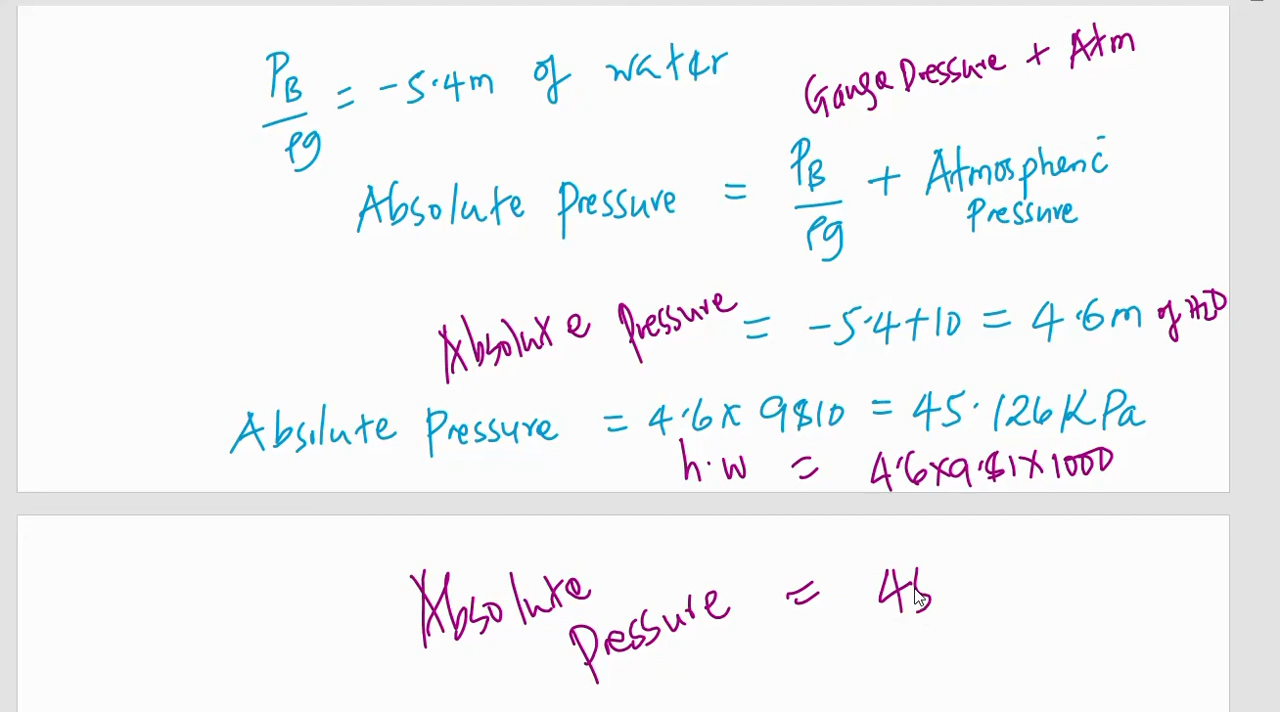 Gauge Pressure + Atm
PB/ρg = -5.4m of water
Absolute Pressure = PB/ρg + Atmospheric Pressure
Absolute Pressure = -5.4+10 = 4.6m of H2O
Absolute Pressure = 4.6 x 9810 = 45.126 KPa
h.w = 4.6x9.81x1000
Absolute Pressure = 45